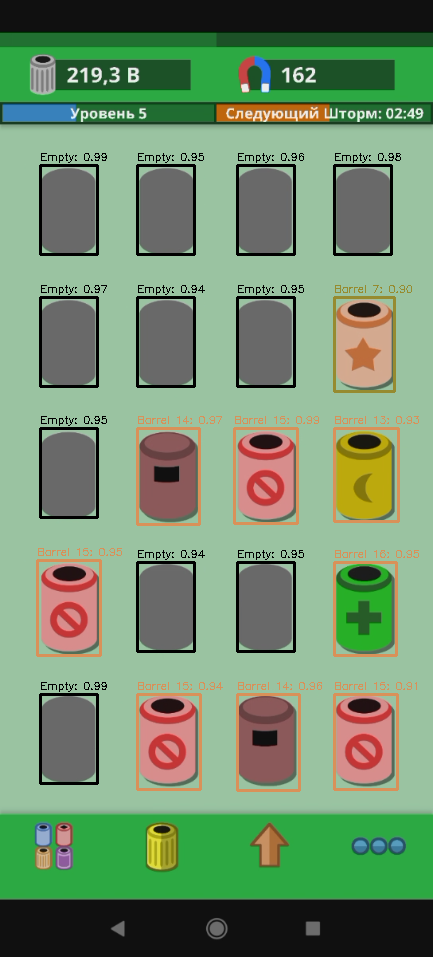 219,3 B
162
Уровень 5
Следующий Шторм: 02:49
Empty: 0.99
Empty: 0.95
Empty: 0.96
Empty: 0.98
Empty: 0.97
Empty: 0.94
Empty: 0.95
Barrel 7: 0.90
Empty: 0.95
Barrel 14: 0.97
Barrel 15: 0.99
Barrel 13: 0.93
Barrel 15: 0.95
Empty: 0.94
Empty: 0.95
Barrel 16: 0.95
Empty: 0.99
Barrel 15: 0.94
Barrel 14: 0.96
Barrel 15: 0.91